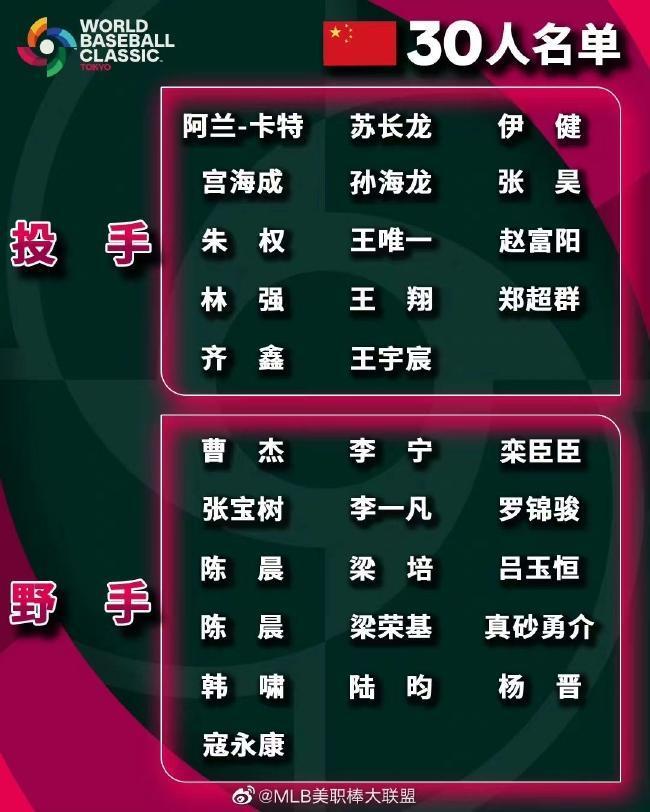 WORLD
BASEBALL
CLASSIC™
TOKYO
30人名单
投 手
阿兰-卡特 苏长龙 伊 健
宫海成 孙海龙 张 昊
朱 权 王唯一 赵富阳
林 强 王 翔 郑超群
齐 鑫 王宇宸
野 手
曹 杰 李 宁 栾臣臣
张宝树 李一凡 罗锦骏
陈 晨 梁 培 吕玉恒
陈 晨 梁荣基 真砂勇介
韩 啸 陆 昀 杨 晋
寇永康
@MLB美职棒大联盟